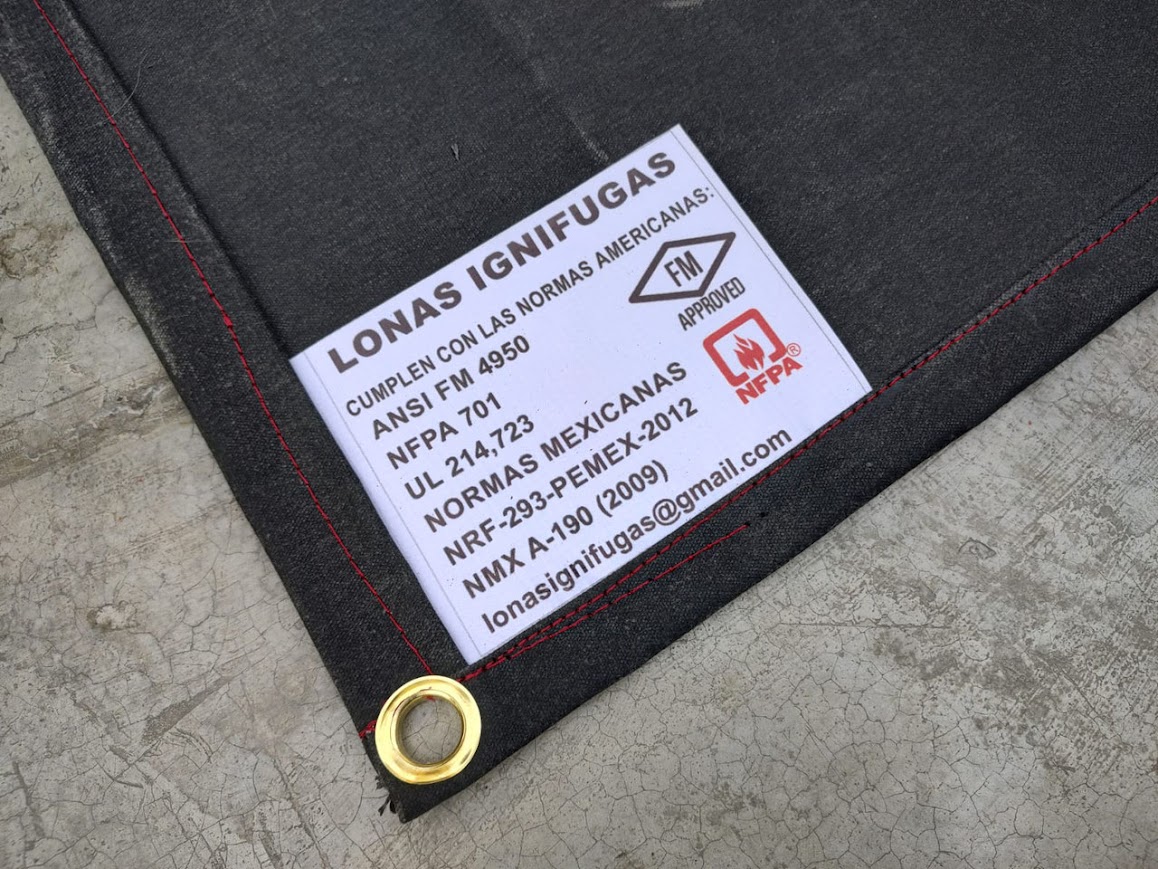 LONAS IGNIFUGAS
CUMPLEN CON LAS NORMAS AMERICANAS:
ANSI FM 4950
NFPA 701
UL 214,723
NORMAS MEXICANAS
NRF-293-PEMEX-2012
NMX A-190 (2009)
lonasignifugas@gmail.com
FM
APPROVED
NFPA®